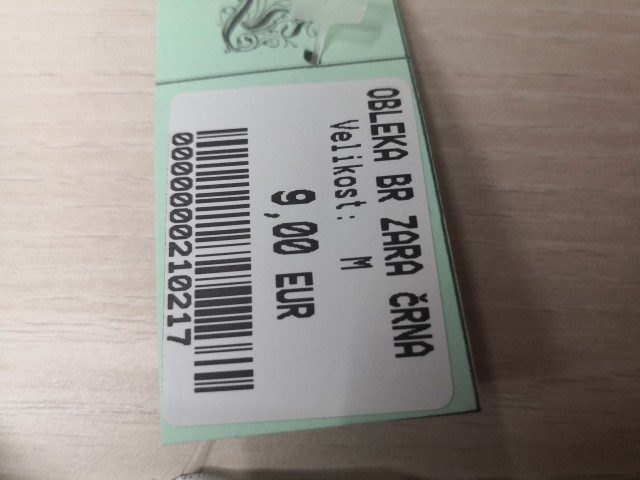 OBLEKA BR ZARA ČRNA
Velikost: M
9,00 EUR
0000000210217